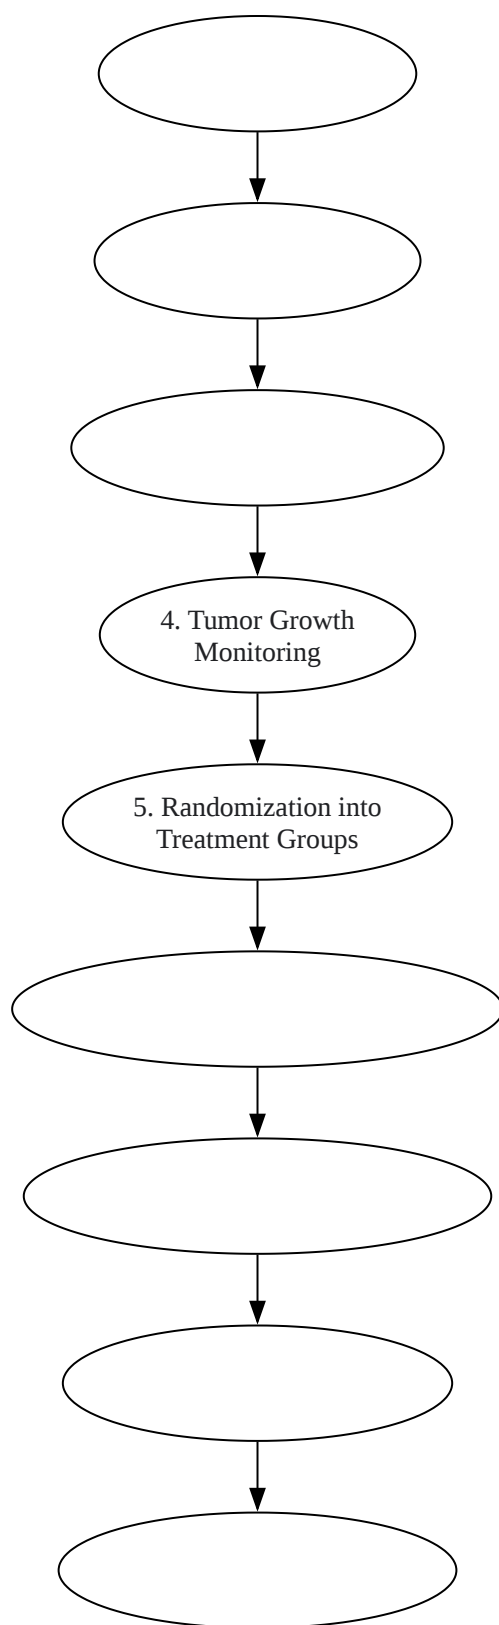 4. Tumor Growth
Monitoring
5. Randomization into
Treatment Groups